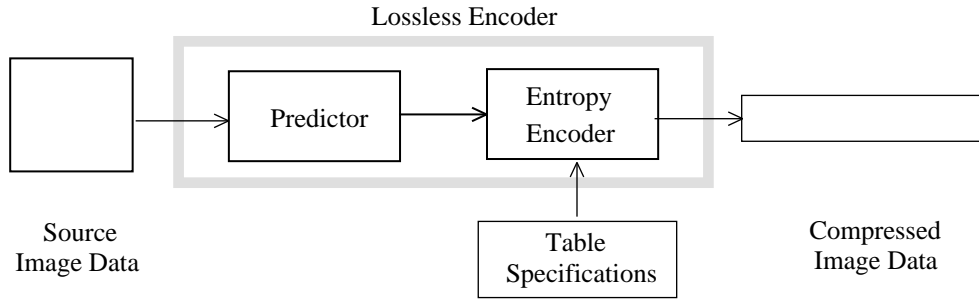 Lossless Encoder
Predictor
Entropy
Encoder
Source
Image Data
Table
Specifications
Compressed
Image Data